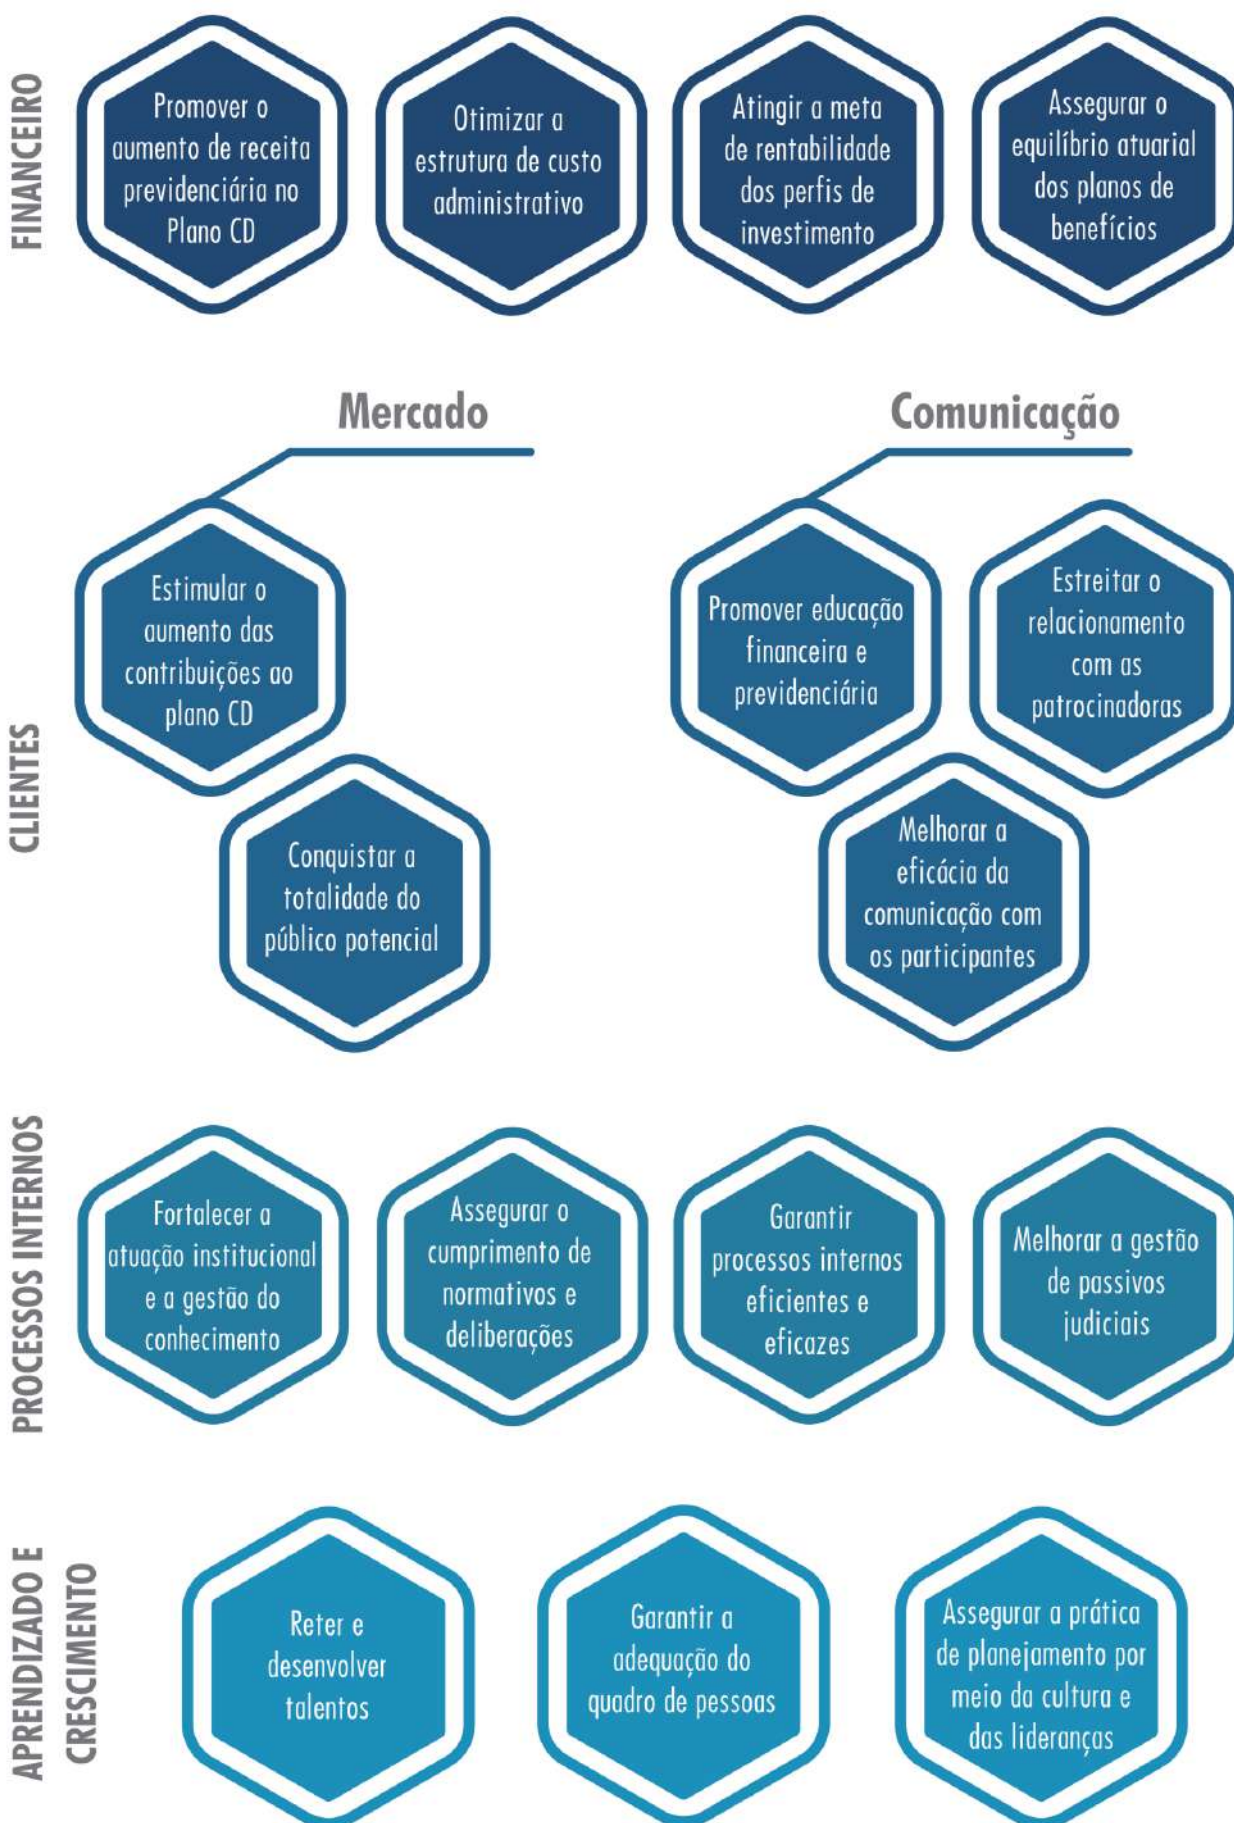 FINANCEIRO
Promover o
aumento de receita
previdenciária no
Plano CD
Otimizar a
estrutura de custo
administrativo
Atingir a meta
de rentabilidade
dos perfis de
investimento
Assegurar o
equilíbrio atuarial
dos planos de
benefícios
CLIENTES
Mercado
Estimular o
aumento das
contribuições ao
plano CD
Conquistar a
totalidade do
público potencial
Comunicação
Promover educação
financeira e
previdenciária
Estreitar o
relacionamento
com as
patrocinadoras
Melhorar a
eficácia da
comunicação com
os participantes
PROCESSOS INTERNOS
Fortalecer a
atuação institucional
e a gestão do
conhecimento
Assegurar o
cumprimento de
normativos e
deliberações
Garantir
processos internos
eficientes e
eficazes
Melhorar a gestão
de passivos
judiciais
APRENDIZADO E
CRESCIMENTO
Reter e
desenvolver
talentos
Garantir a
adequação do
quadro de pessoas
Assegurar a prática
de planejamento por
meio da cultura e
das lideranças